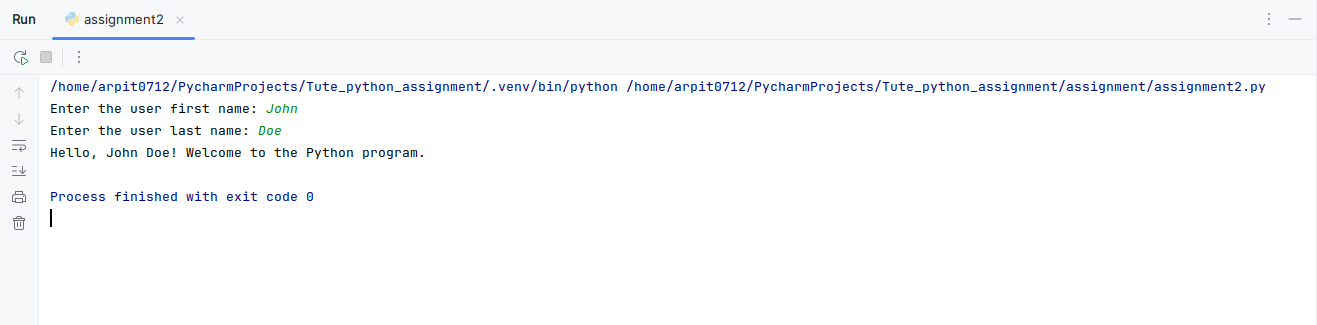 Run assignment2
/home/arpit0712/PycharmProjects/Tute_python_assignment/.venv/bin/python /home/arpit0712/PycharmProjects/Tute_python_assignment/assignment/assignment2.py
Enter the user first name: John
Enter the user last name: Doe
Hello, John Doe! Welcome to the Python program.
Process finished with exit code 0